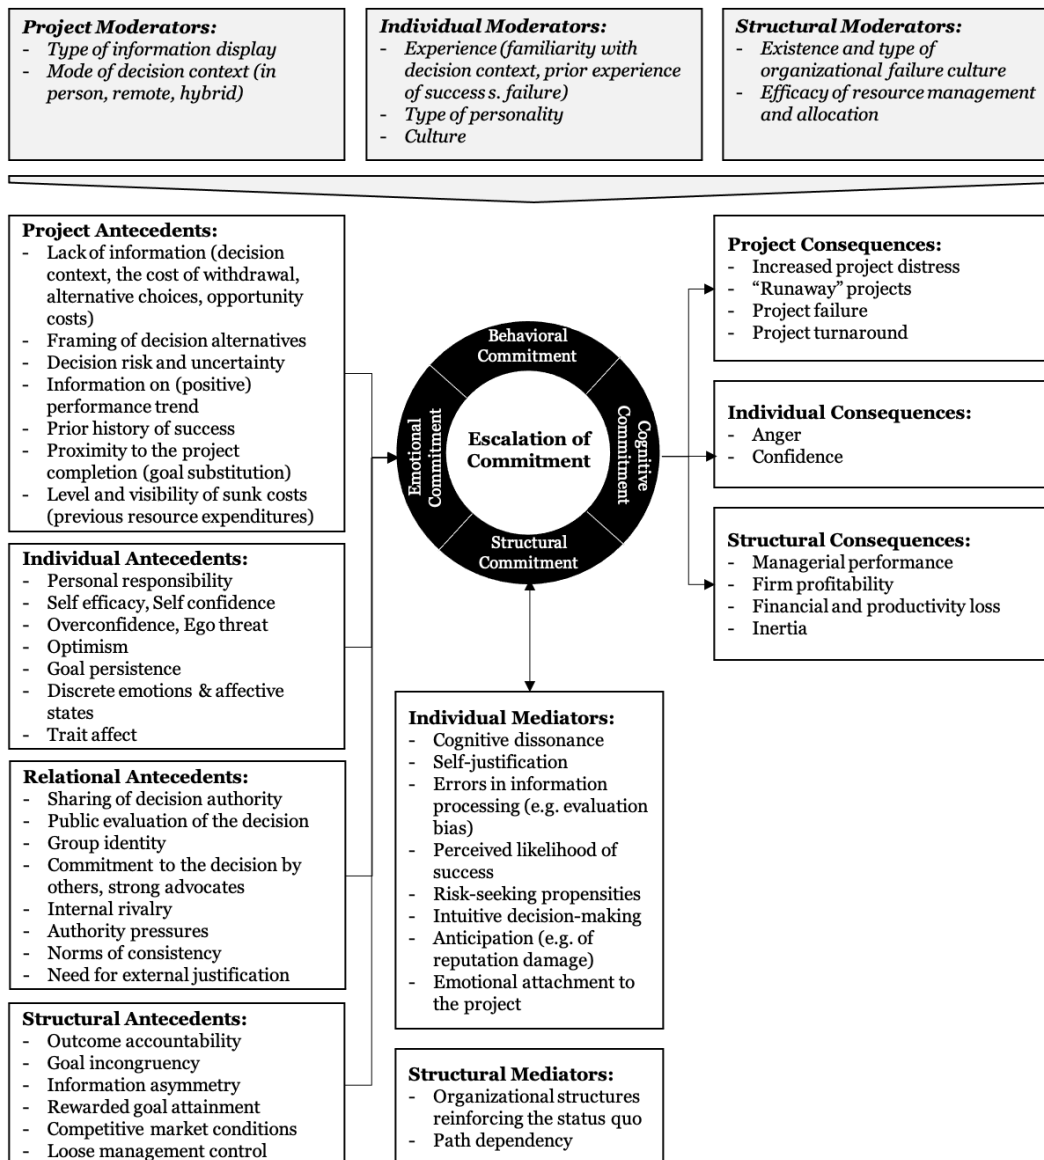 Project Moderators:
- Type of information display
- Mode of decision context (in
person, remote, hybrid)
Individual Moderators:
- Experience (familiarity with
decision context, prior experience
of success s. failure)
- Type of personality
- Culture
Structural Moderators:
- Existence and type of
organizational failure culture
- Efficacy of resource management
and allocation
Project Antecedents:
- Lack of information (decision
context, the cost of withdrawal,
alternative choices, opportunity
costs)
- Framing of decision alternatives
- Decision risk and uncertainty
- Information on (positive)
performance trend
- Prior history of success
- Proximity to the project
completion (goal substitution)
- Level and visibility of sunk costs
(previous resource expenditures)
Individual Antecedents:
- Personal responsibility
- Self efficacy, Self confidence
- Overconfidence, Ego threat
- Optimism
- Goal persistence
- Discrete emotions & affective
states
- Trait affect
Relational Antecedents:
- Sharing of decision authority
- Public evaluation of the decision
- Group identity
- Commitment to the decision by
others, strong advocates
- Internal rivalry
- Authority pressures
- Norms of consistency
- Need for external justification
Structural Antecedents:
- Outcome accountability
- Goal incongruency
- Information asymmetry
- Rewarded goal attainment
- Competitive market conditions
- Loose management control
Behavioral
Commitment
Emotional
Commitment
Escalation of
Commitment
Cognitive
Commitment
Structural
Commitment
Individual Mediators:
- Cognitive dissonance
- Self-justification
- Errors in information
processing (e.g. evaluation
bias)
- Perceived likelihood of
success
- Risk-seeking propensities
- Intuitive decision-making
- Anticipation (e.g. of
reputation damage)
- Emotional attachment to
the project
Structural Mediators:
- Organizational structures
reinforcing the status quo
- Path dependency
Project Consequences:
- Increased project distress
- “Runaway” projects
- Project failure
- Project turnaround
Individual Consequences:
- Anger
- Confidence
Structural Consequences:
- Managerial performance
- Firm profitability
- Financial and productivity loss
- Inertia